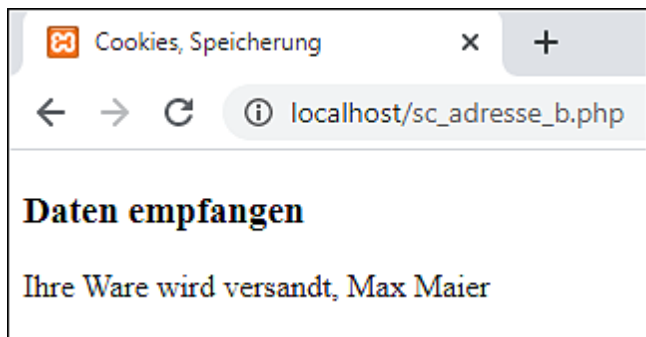 Cookies, Speicherung
localhost/sc_adresse_b.php
Daten empfangen
Ihre Ware wird versandt, Max Maier